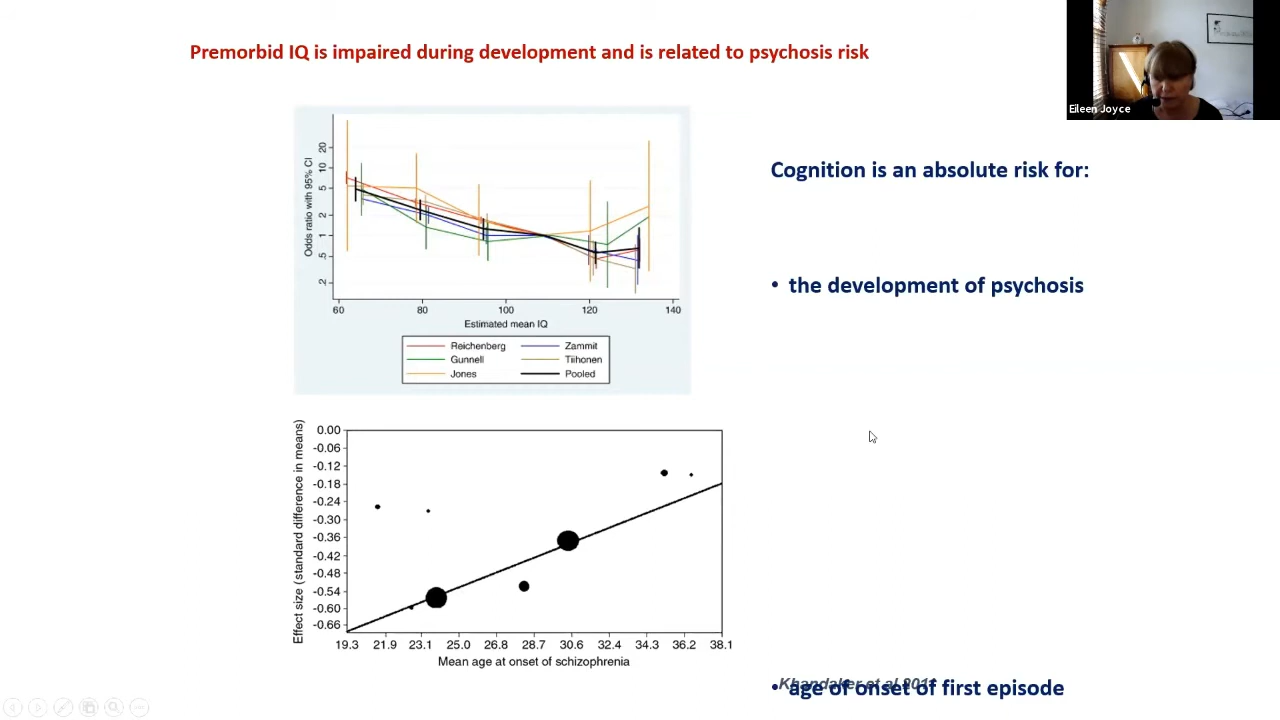 Premorbid IQ is impaired during development and is related to psychosis risk
Eileen Joyce
Cognition is an absolute risk for:
• the development of psychosis
Odds ratio with 95% CI
20
10
5
2
1
.5
.2
60 80 100 120 140
Estimated mean IQ
Reichenberg Zammit
Gunnell Tiihonen
Jones Pooled
Effect size (standard difference in means)
0.00
-0.06
-0.12
-0.18
-0.24
-0.30
-0.36
-0.42
-0.48
-0.54
-0.60
-0.66
19.3 21.9 23.1 25.0 26.8 28.7 30.6 32.4 34.3 36.2 38.1
Mean age at onset of schizophrenia
Khandaker et al
• age of onset of first episode